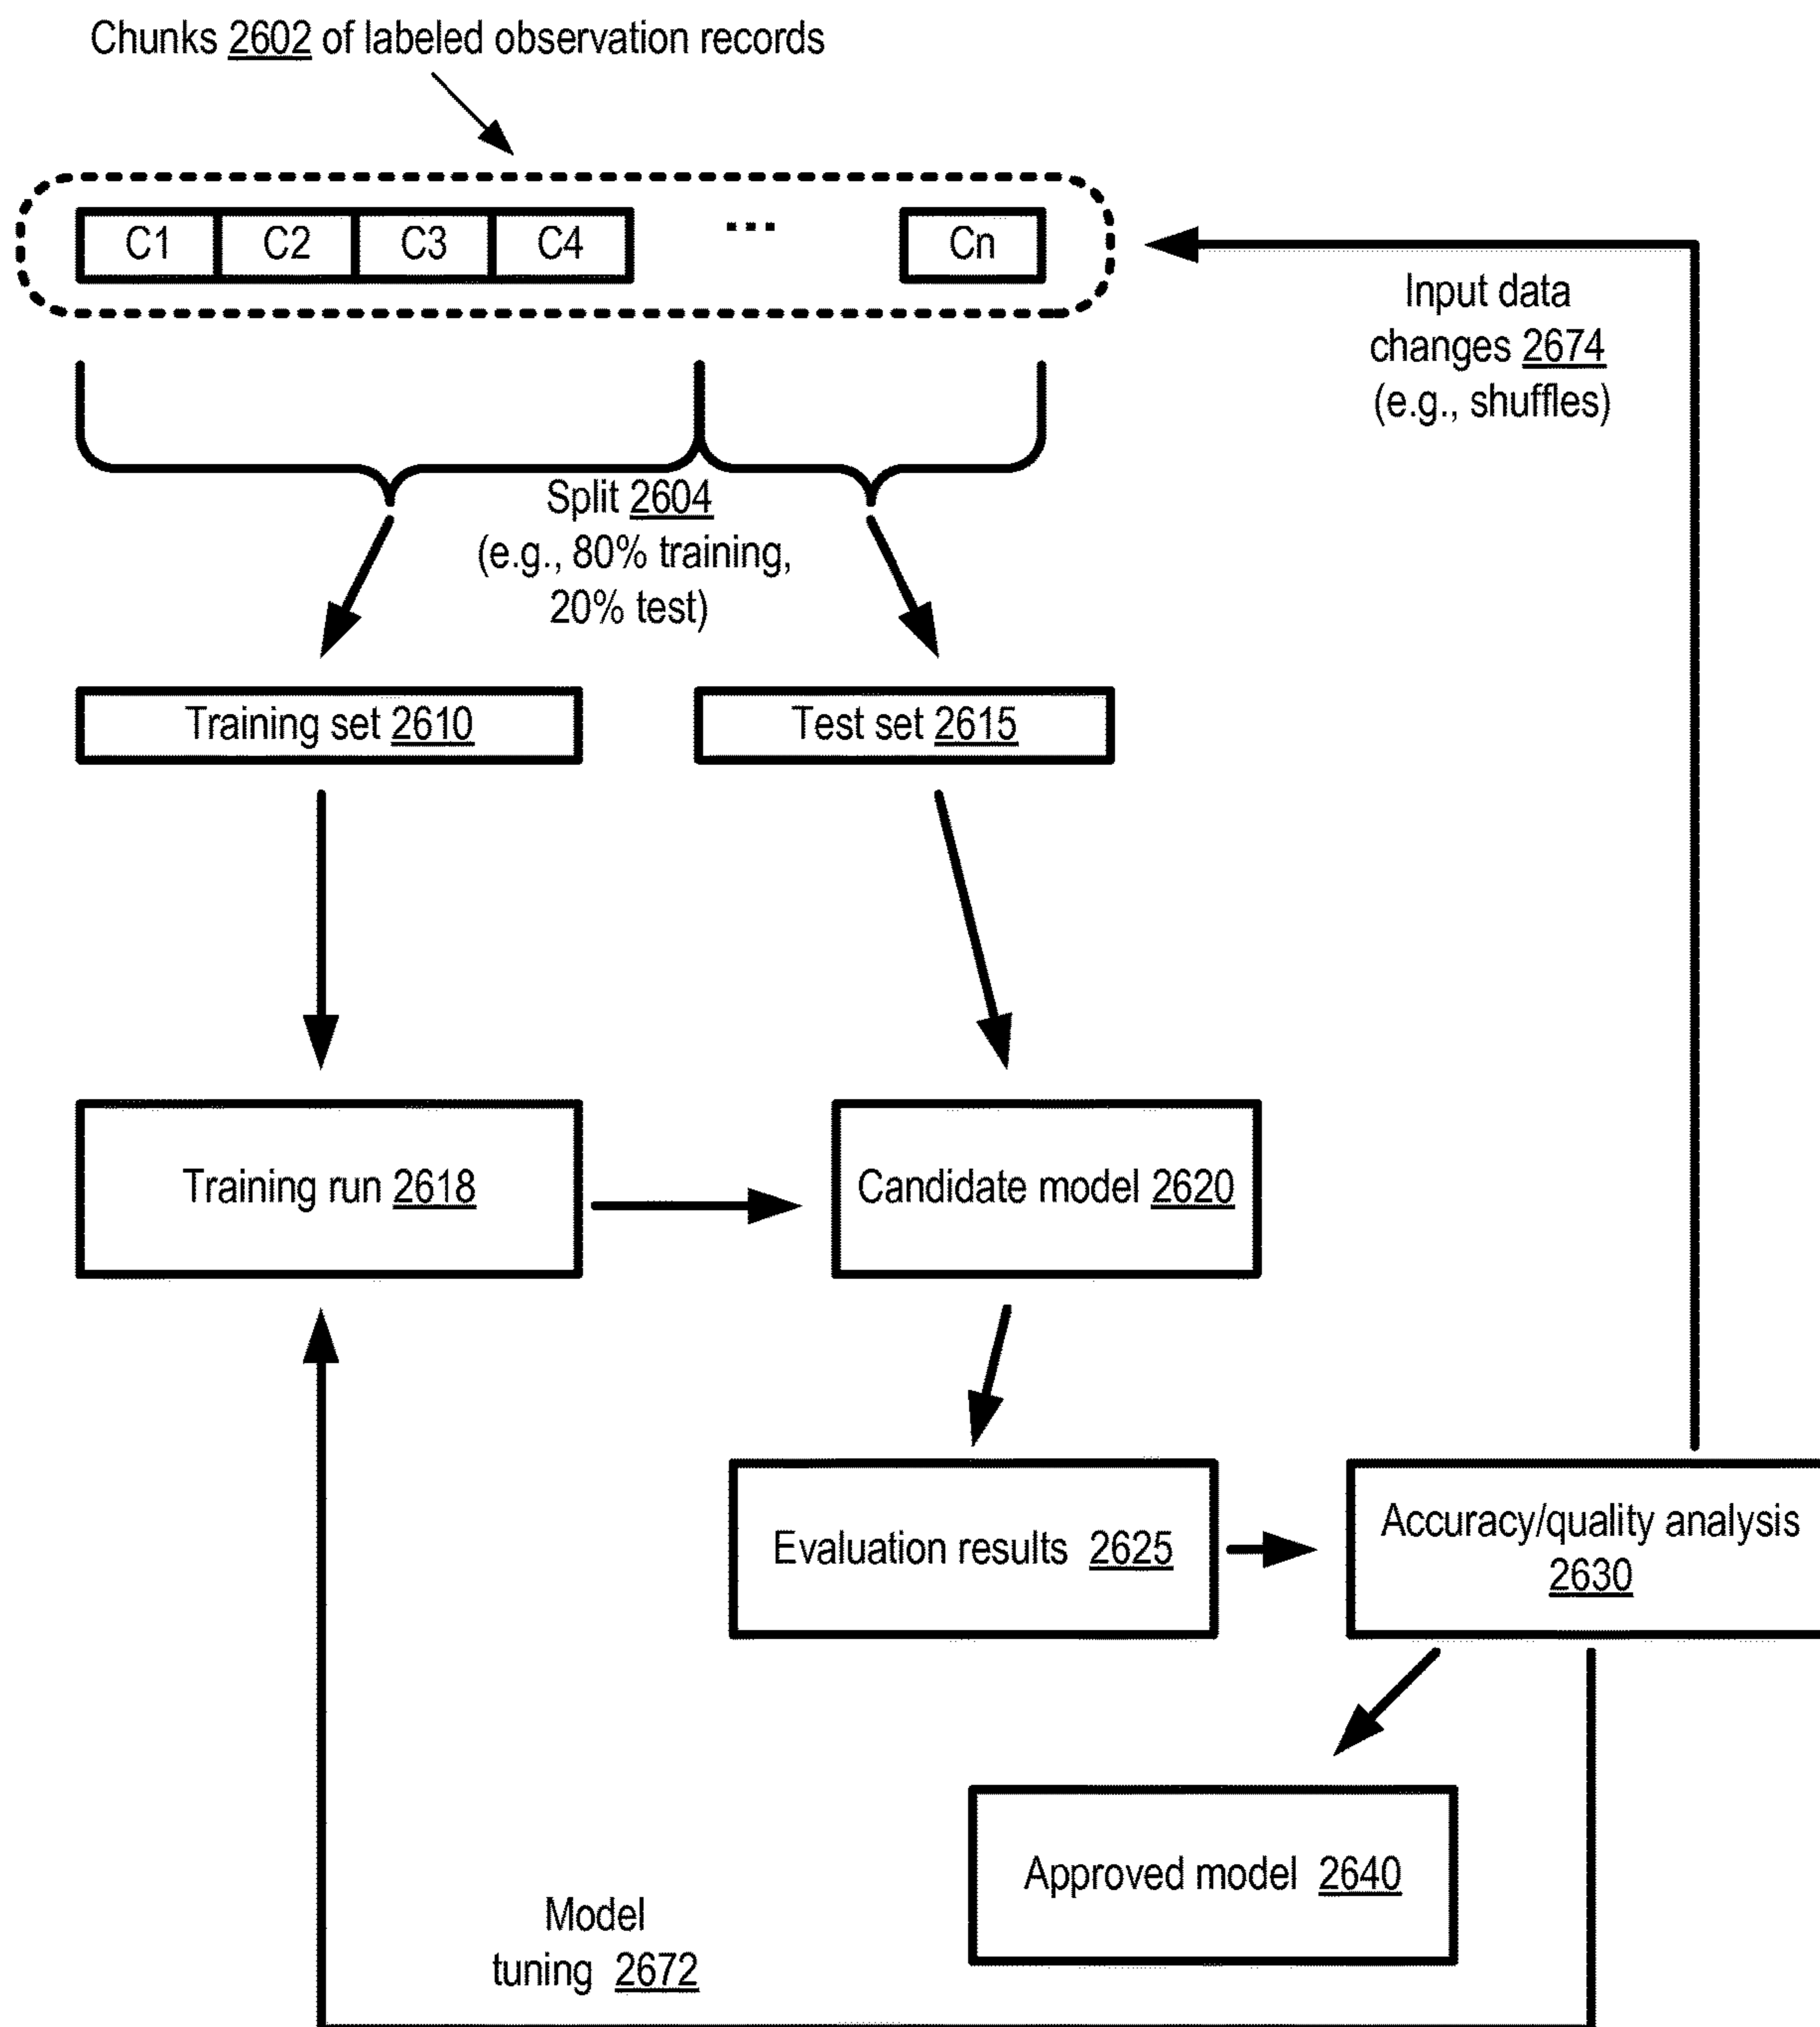 Chunks 2602 of labeled observation records
C1 C2 C3 C4 ... Cn
Input data
changes 2674
(e.g., shuffles)
Split 2604
(e.g., 80% training,
20% test)
Training set 2610
Test set 2615
Training run 2618
Candidate model 2620
Evaluation results 2625
Accuracy/quality analysis
2630
Approved model 2640
Model
tuning 2672